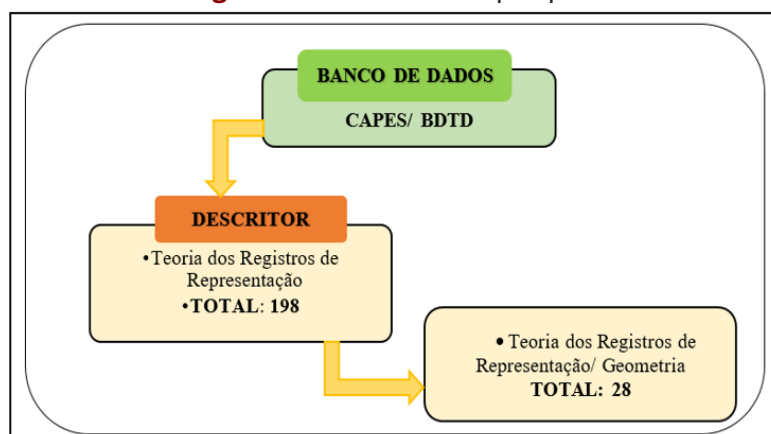 BANCO DE DADOS
CAPES/ BDTD
DESCRITOR
•Teoria dos Registros de
Representação
•TOTAL: 198
• Teoria dos Registros de
Representação/ Geometria
TOTAL: 28